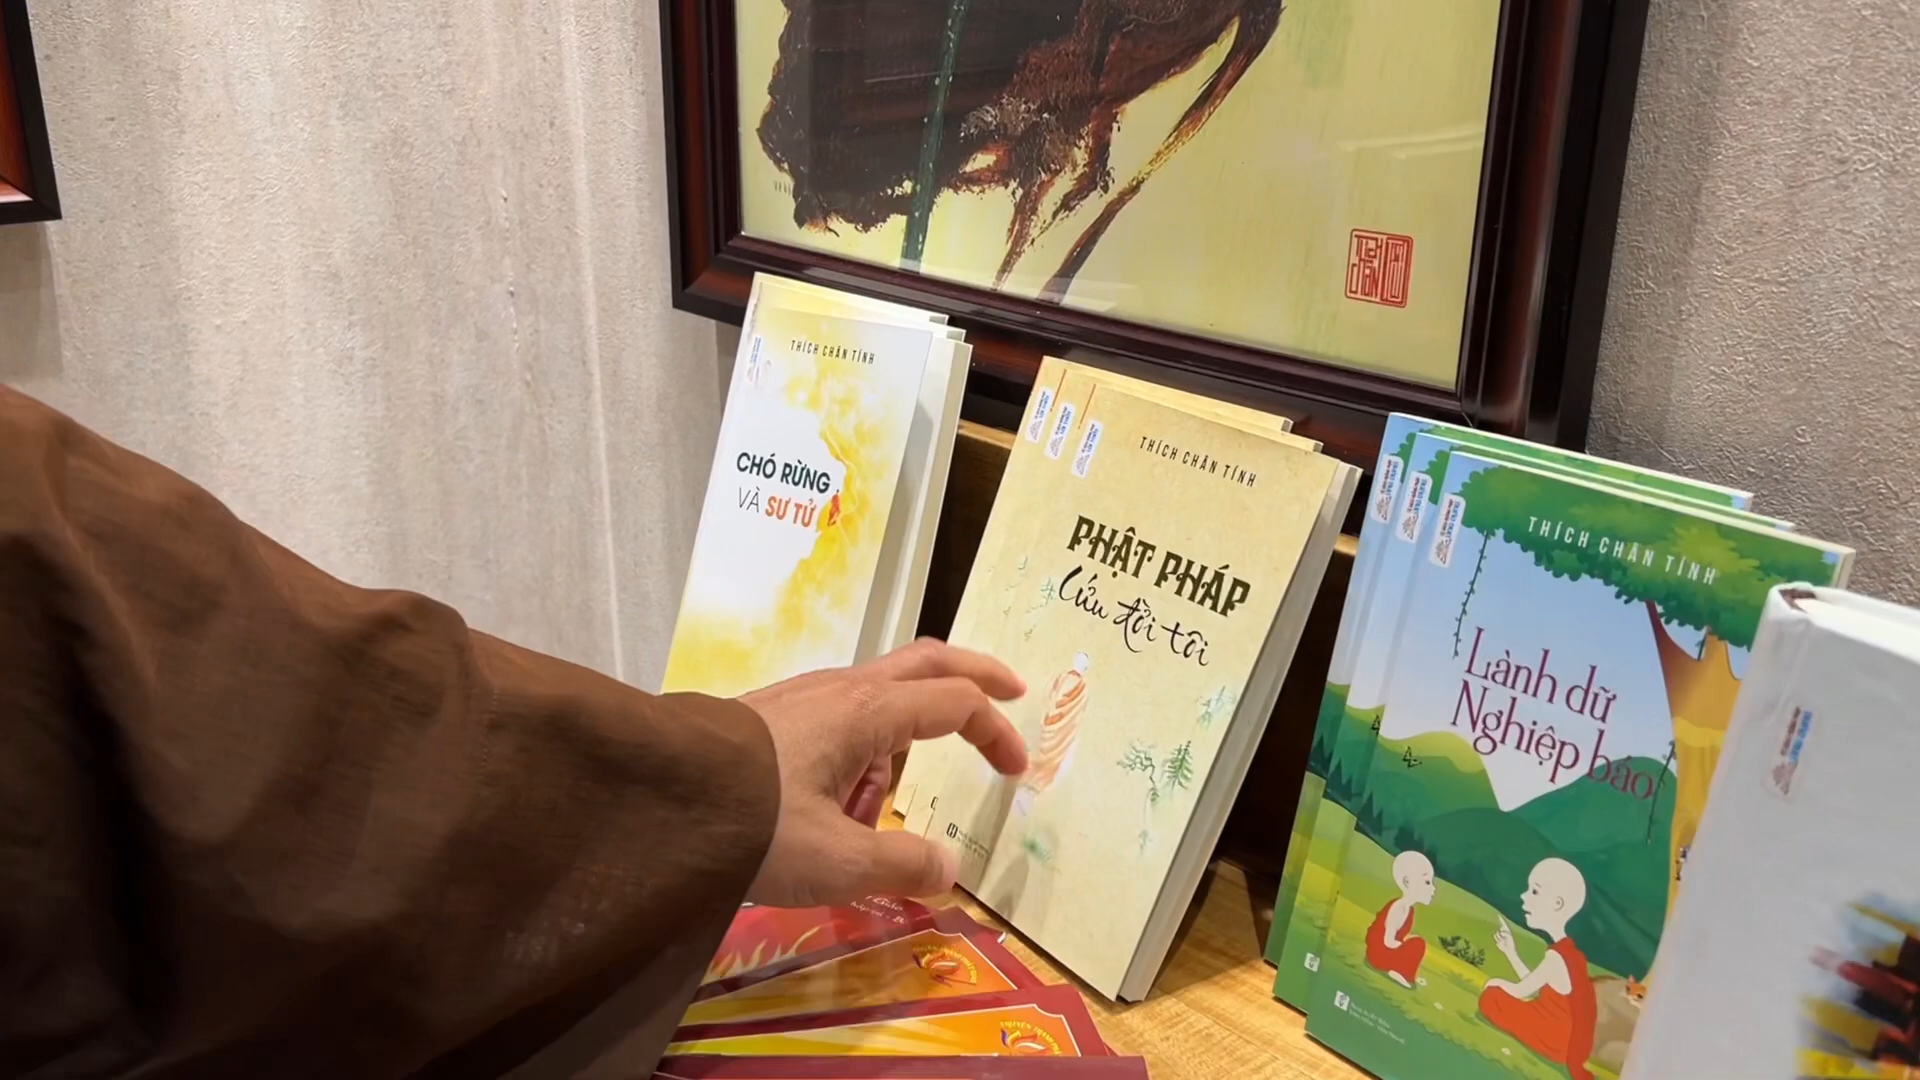 THÍCH CHÂN TÍNH
CHÓ RỪNG
VÀ SƯ TỬ
THÍCH CHÂN TÍNH
PHẬT PHÁP
Cứu đời tôi
THÍCH CHÂN TÍNH
Lành dữ
Nghiệp báo